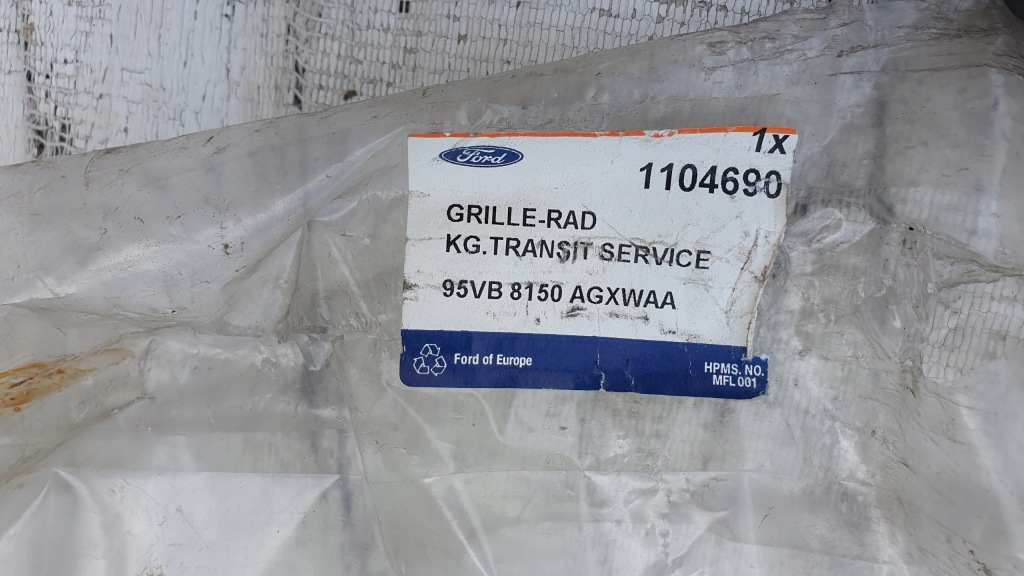 1x
Ford
1104690
GRILLE-RAD
KG.TRANSIT SERVICE
95VB 8150 AGXWAA
Ford of Europe
HPMS. NO.
MFL 001